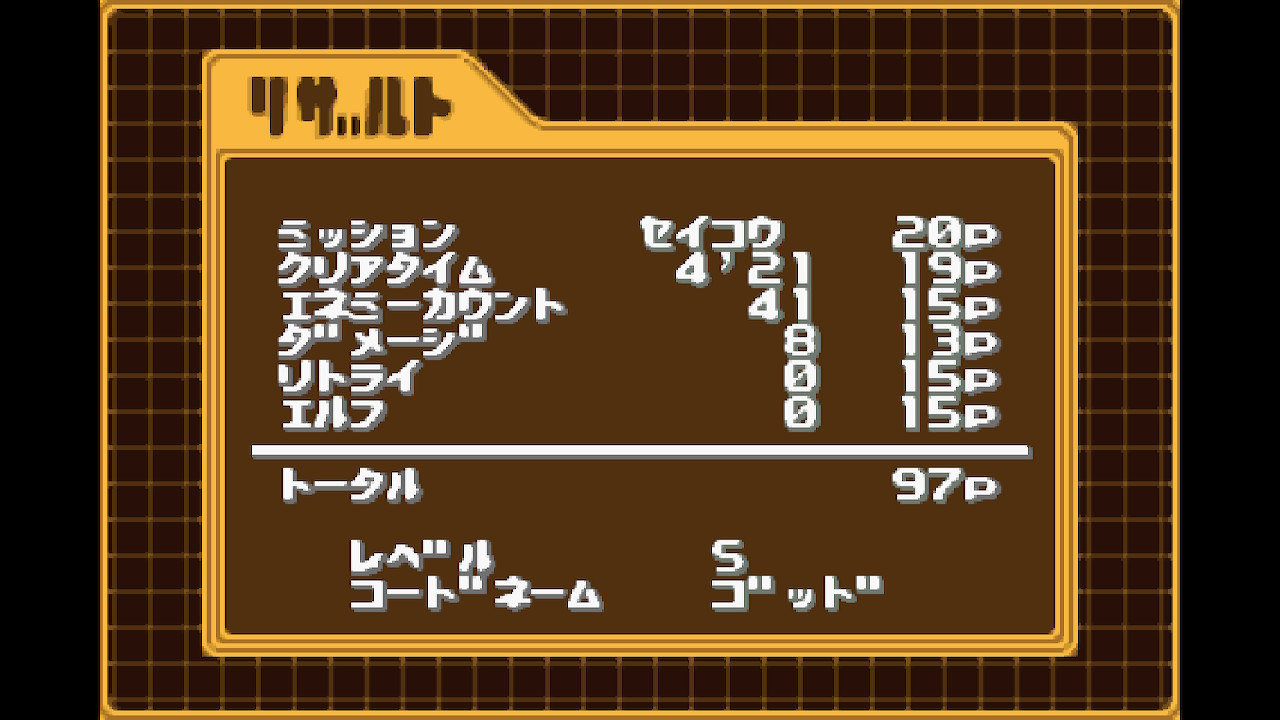 リザルト
ミッション セイコウ 20P
クリアタイム 4'21 19P
エネミーカウント 41 15P
ダメージ 8 13P
リトライ 0 15P
エルフ 0 15P
トータル 97P
レベル S
コードネーム ゴッド